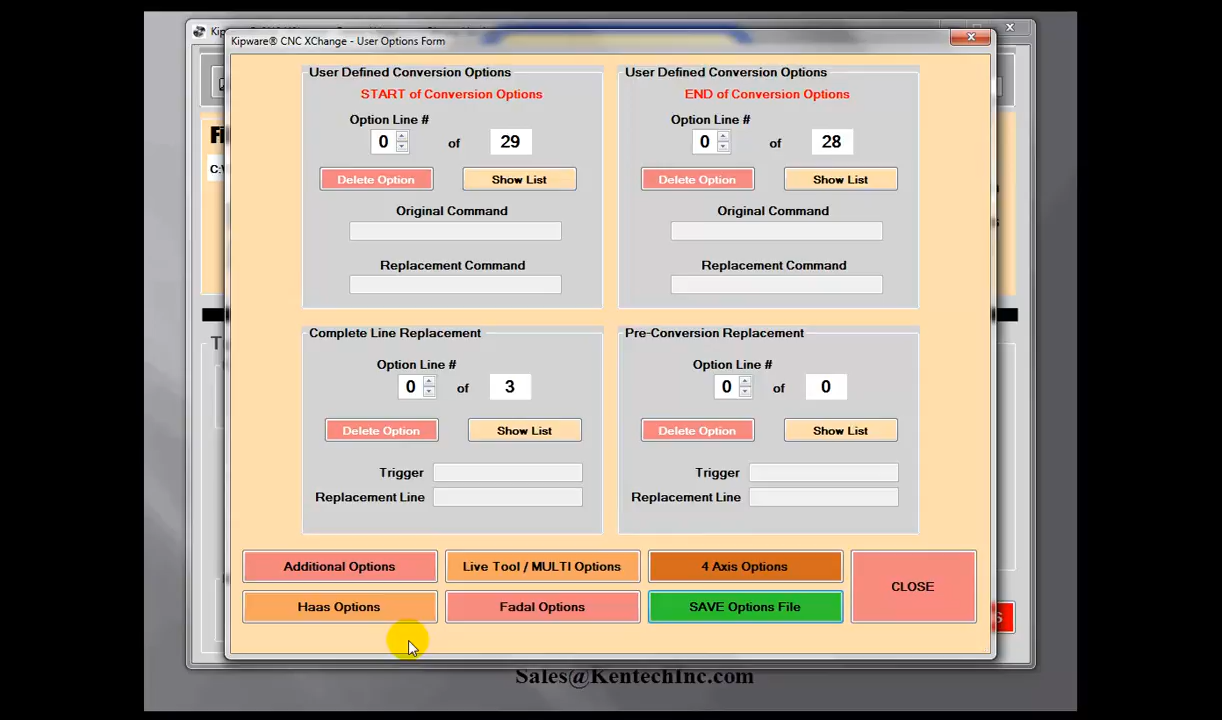 Kipware® CNC XChange - User Options Form
User Defined Conversion Options
START of Conversion Options
Option Line #
0 of 29
Delete Option Show List
Original Command
Replacement Command
User Defined Conversion Options
END of Conversion Options
Option Line #
0 of 28
Delete Option Show List
Original Command
Replacement Command
Complete Line Replacement
Option Line #
0 of 3
Delete Option Show List
Trigger
Replacement Line
Pre-Conversion Replacement
Option Line #
0 of 0
Delete Option Show List
Trigger
Replacement Line
Additional Options Live Tool / MULTI Options 4 Axis Options CLOSE
Haas Options Fadal Options SAVE Options File
Sales@KentechInc.com